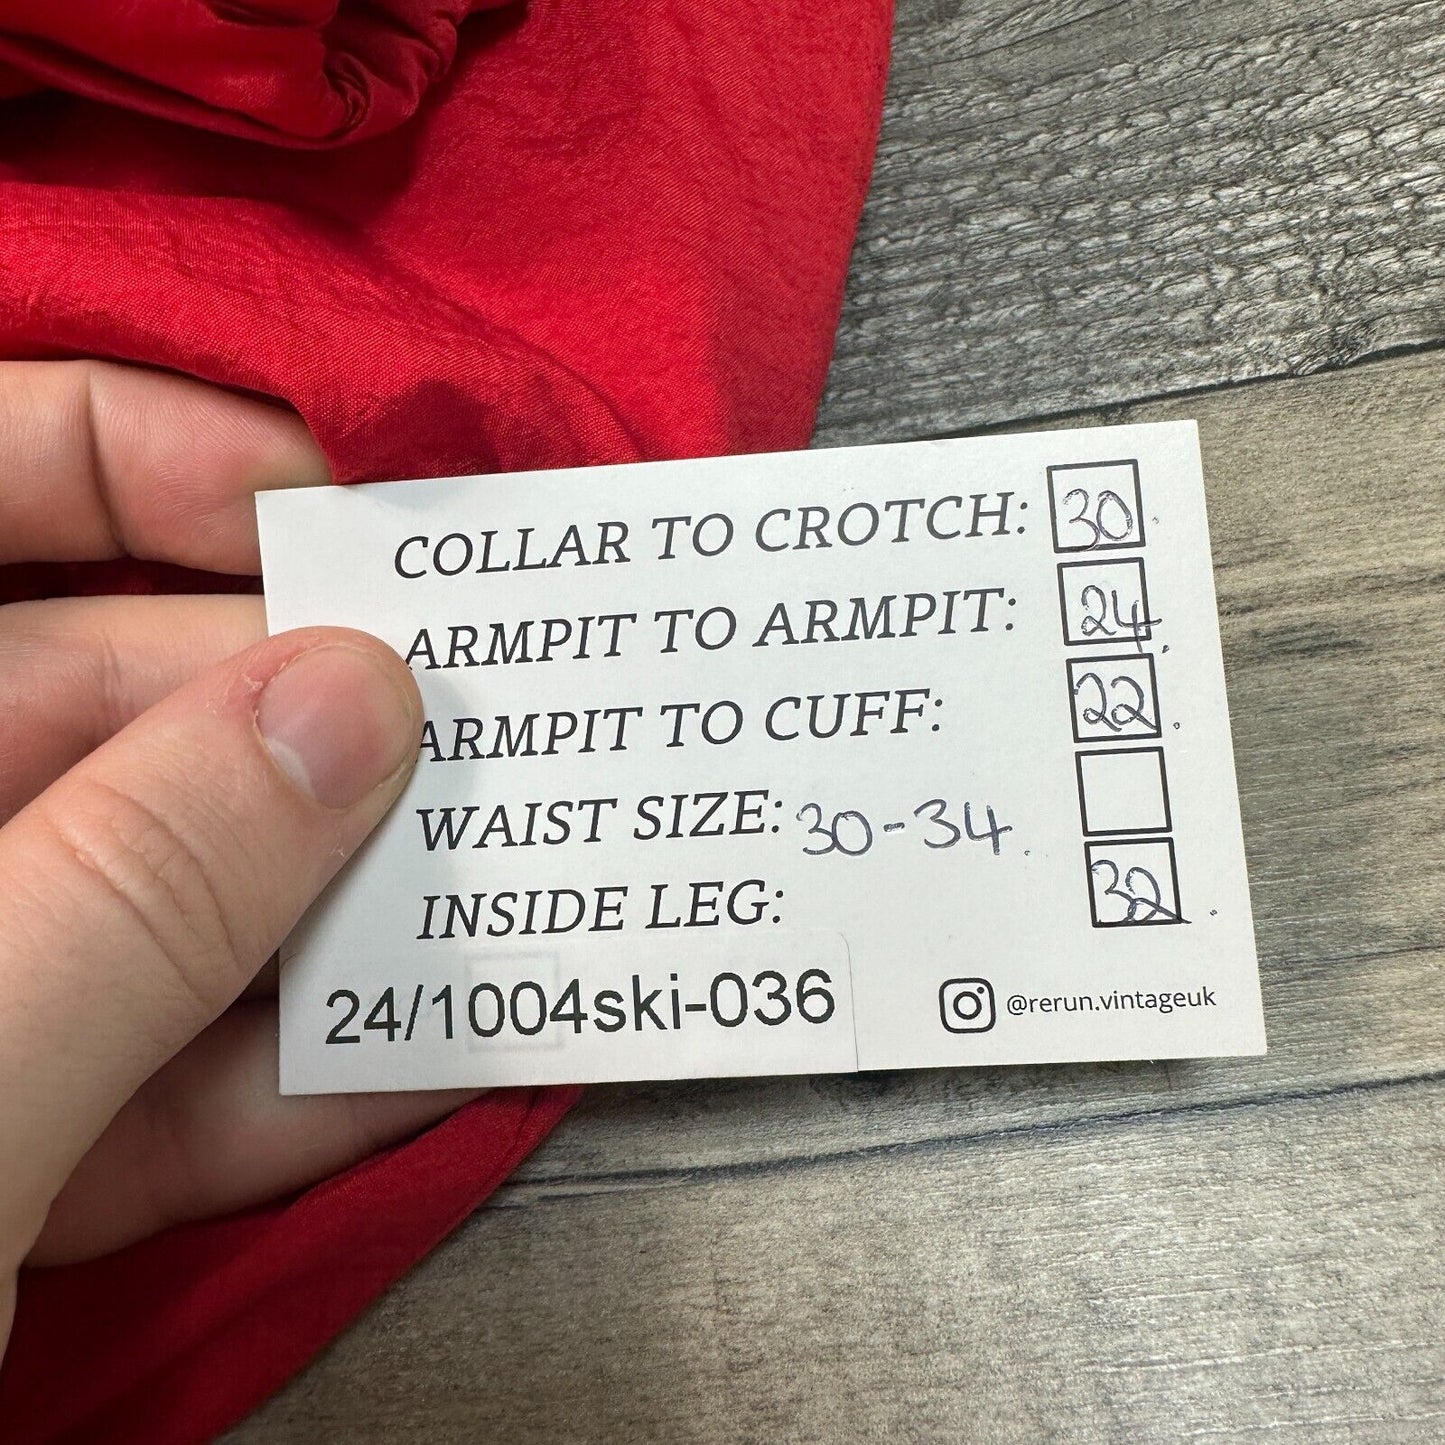 COLLAR TO CROTCH: 30.
ARMPIT TO ARMPIT: 24.
ARMPIT TO CUFF: 22.
WAIST SIZE: 30-34.
INSIDE LEG: 32.
24/1004ski-036
@rerun.vintageuk